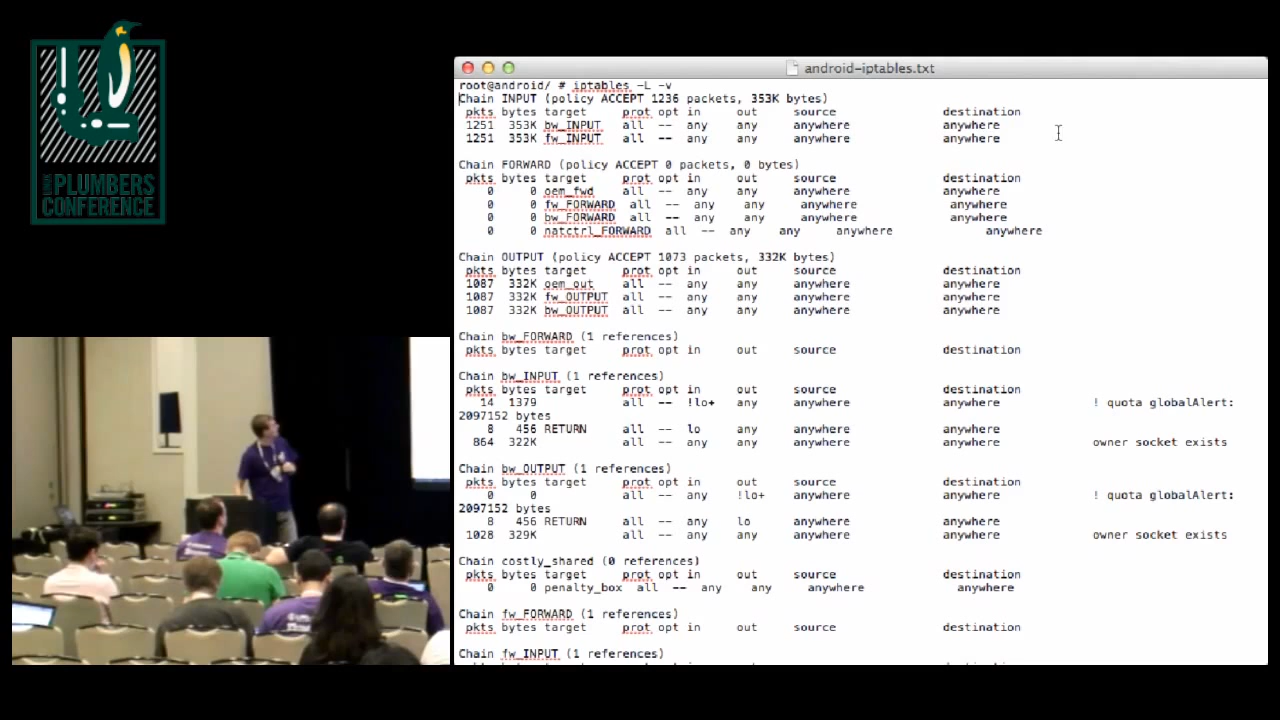 LINUX
PLUMBERS
CONFERENCE
android-iptables.txt
root@android/ # iptables -L -v
Chain INPUT (policy ACCEPT 1236 packets, 353K bytes)
pkts bytes target prot opt in out source destination
1251 353K bw_INPUT all -- any any anywhere anywhere
1251 353K fw_INPUT all -- any any anywhere anywhere
Chain FORWARD (policy ACCEPT 0 packets, 0 bytes)
pkts bytes target prot opt in out source destination
0 0 oem_fwd all -- any any anywhere anywhere
0 0 fw_FORWARD all -- any any anywhere anywhere
0 0 bw_FORWARD all -- any any anywhere anywhere
0 0 natctrl_FORWARD all -- any any anywhere anywhere
Chain OUTPUT (policy ACCEPT 1073 packets, 332K bytes)
pkts bytes target prot opt in out source destination
1087 332K oem_out all -- any any anywhere anywhere
1087 332K fw_OUTPUT all -- any any anywhere anywhere
1087 332K bw_OUTPUT all -- any any anywhere anywhere
Chain bw_FORWARD (1 references)
pkts bytes target prot opt in out source destination
Chain bw_INPUT (1 references)
pkts bytes target prot opt in out source destination
14 1379 all -- !lo+ any anywhere anywhere ! quota globalAlert:
2097152 bytes
8 456 RETURN all -- lo any anywhere anywhere
864 322K all -- any any anywhere anywhere owner socket exists
Chain bw_OUTPUT (1 references)
pkts bytes target prot opt in out source destination
0 0 all -- any !lo+ anywhere anywhere ! quota globalAlert:
2097152 bytes
8 456 RETURN all -- any lo anywhere anywhere
1028 329K all -- any any anywhere anywhere owner socket exists
Chain costly_shared (0 references)
pkts bytes target prot opt in out source destination
0 0 penalty_box all -- any any anywhere anywhere
Chain fw_FORWARD (1 references)
pkts bytes target prot opt in out source destination
Chain fw_INPUT (1 references)